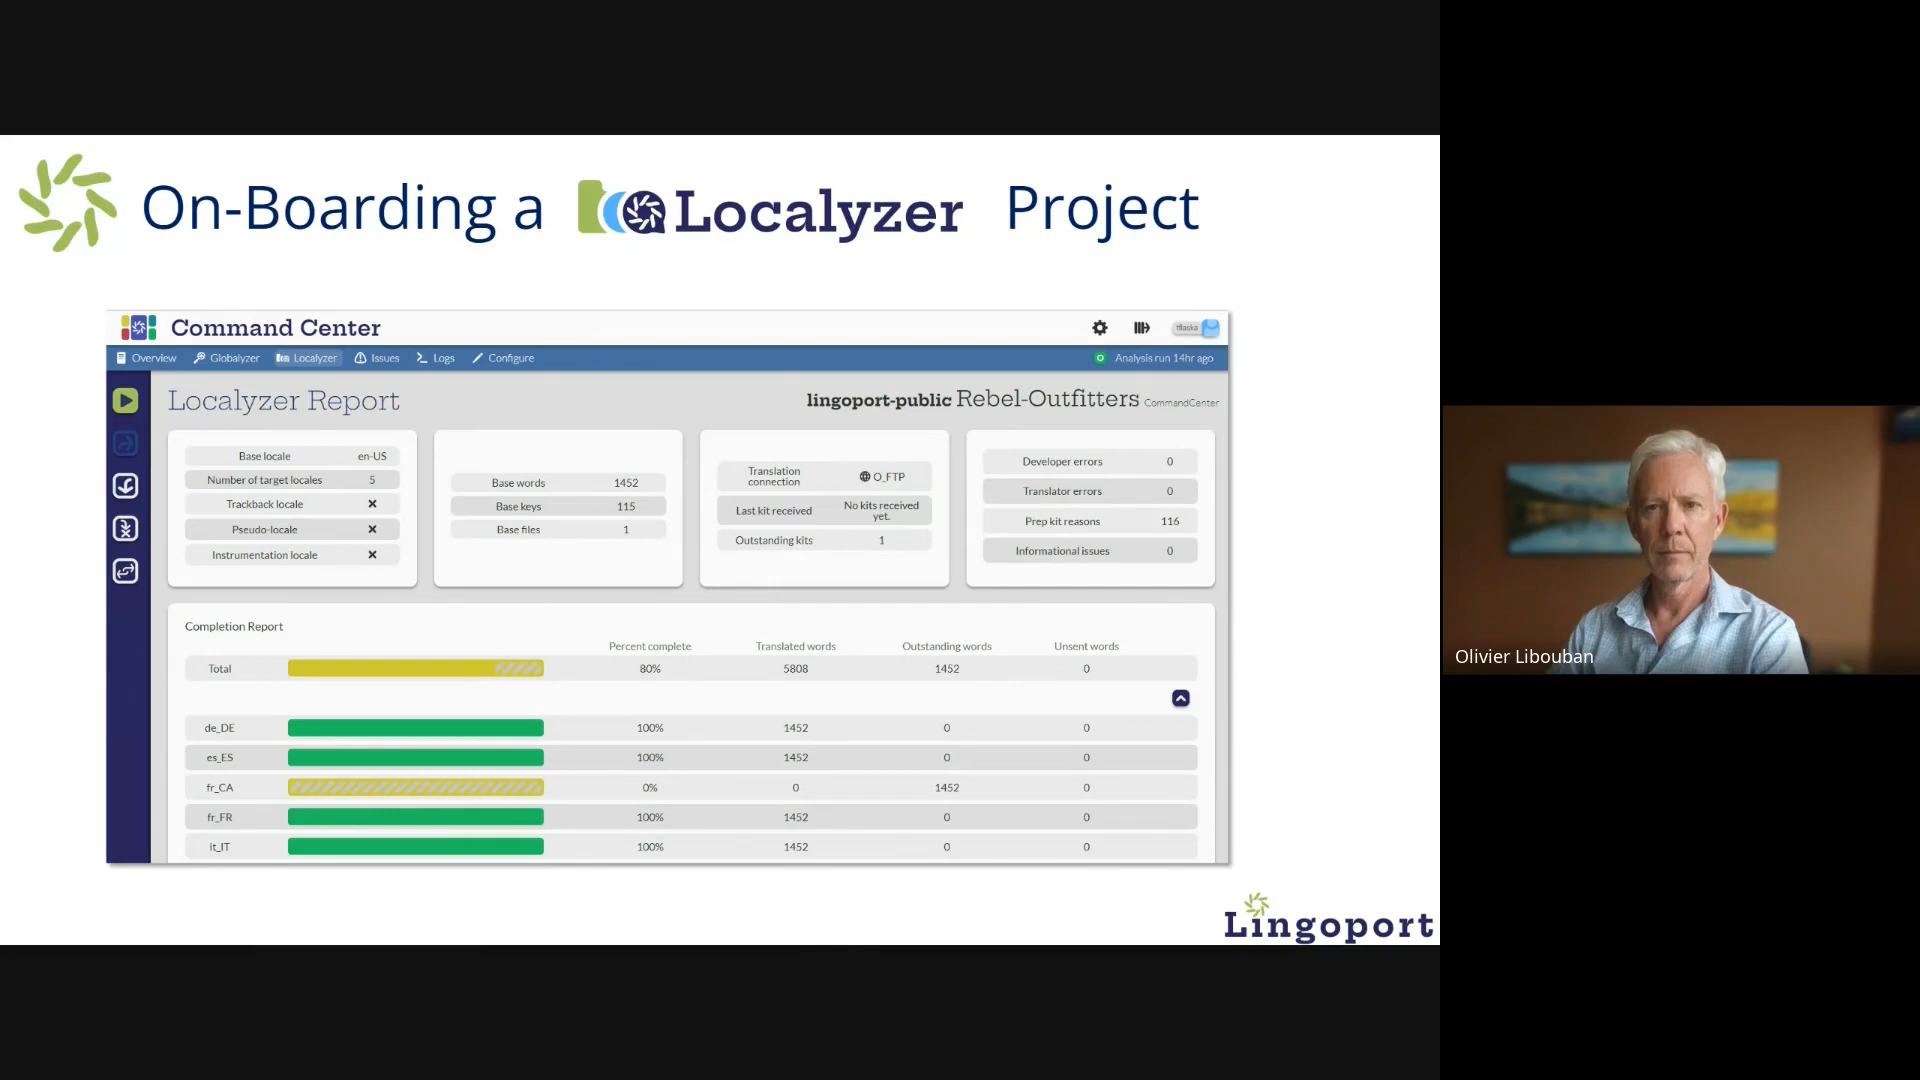 On-Boarding a Localyzer Project
Command Center
tflaska
Overview Globalyzer Localyzer Issues Logs Configure
Analysis run 14hr ago
Localyzer Report
lingoport-public Rebel-Outfitters CommandCenter
Base locale en-US
Number of target locales 5
Trackback locale
Pseudo-locale
Instrumentation locale
Base words 1452
Base keys 115
Base files 1
Translation connection O_FTP
Last kit received No kits received yet.
Outstanding kits 1
Developer errors 0
Translator errors 0
Prep kit reasons 116
Informational issues 0
Completion Report
Percent complete Translated words Outstanding words Unsent words
Total 80% 5808 1452 0
de_DE 100% 1452 0 0
es_ES 100% 1452 0 0
fr_CA 0% 0 1452 0
fr_FR 100% 1452 0 0
it_IT 100% 1452 0 0
Lingoport
Olivier Libouban